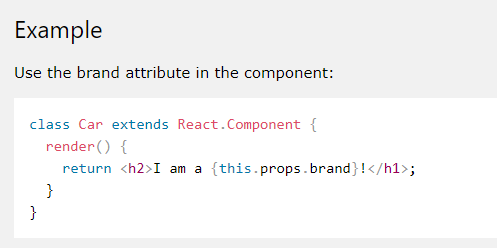 Example
Use the brand attribute in the component:
class Car extends React.Component {
  render() {
    return <h2>I am a {this.props.brand}!</h1>;
  }
}